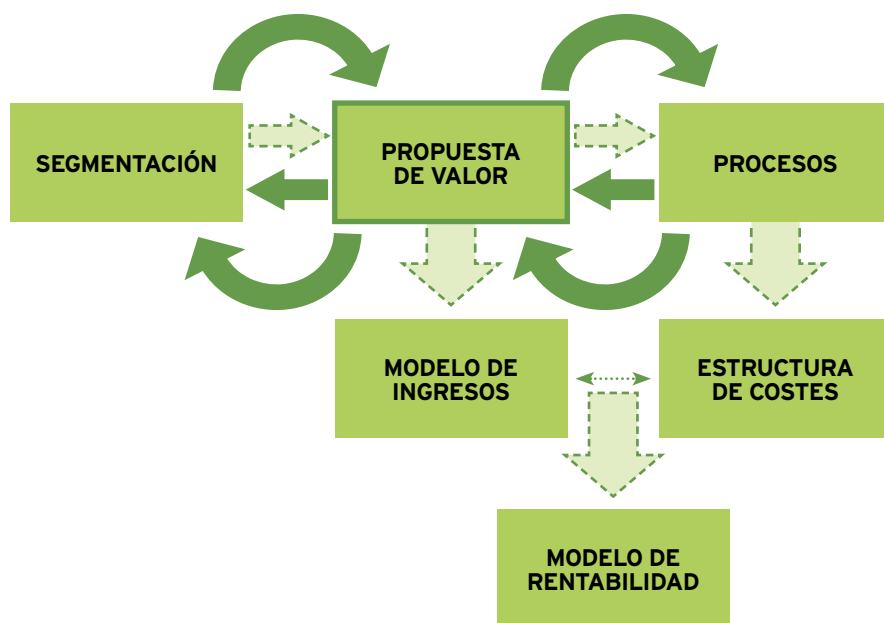 SEGMENTACIÓN
PROPUESTA
DE VALOR
PROCESOS
MODELO DE
INGRESOS
ESTRUCTURA
DE COSTES
MODELO DE
RENTABILIDAD